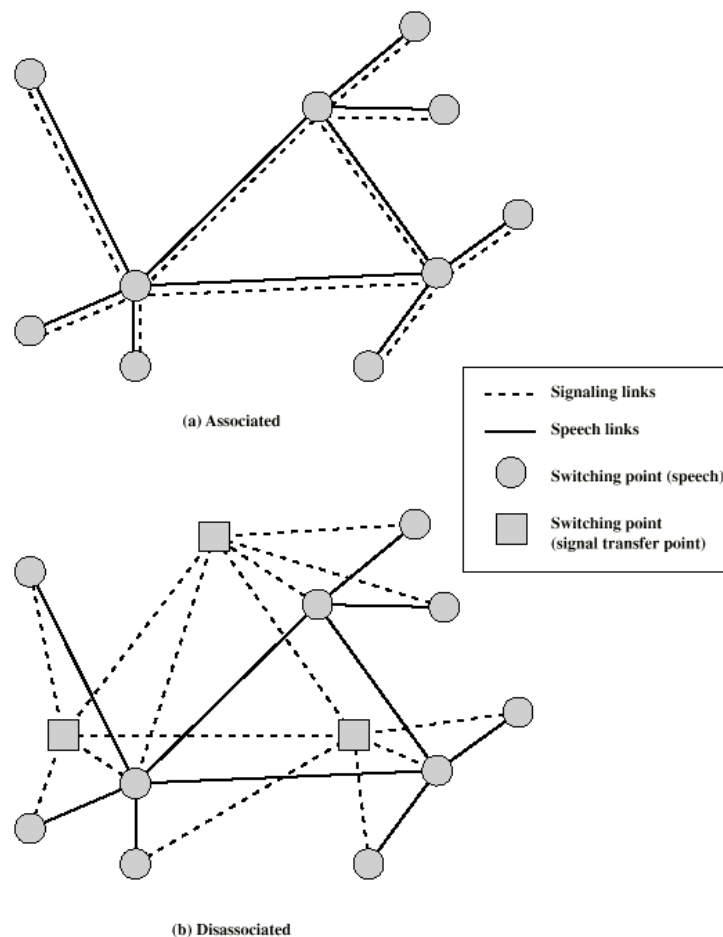 (a) Associated
Signaling links
Speech links
Switching point (speech)
Switching point
(signal transfer point)
(b) Disassociated